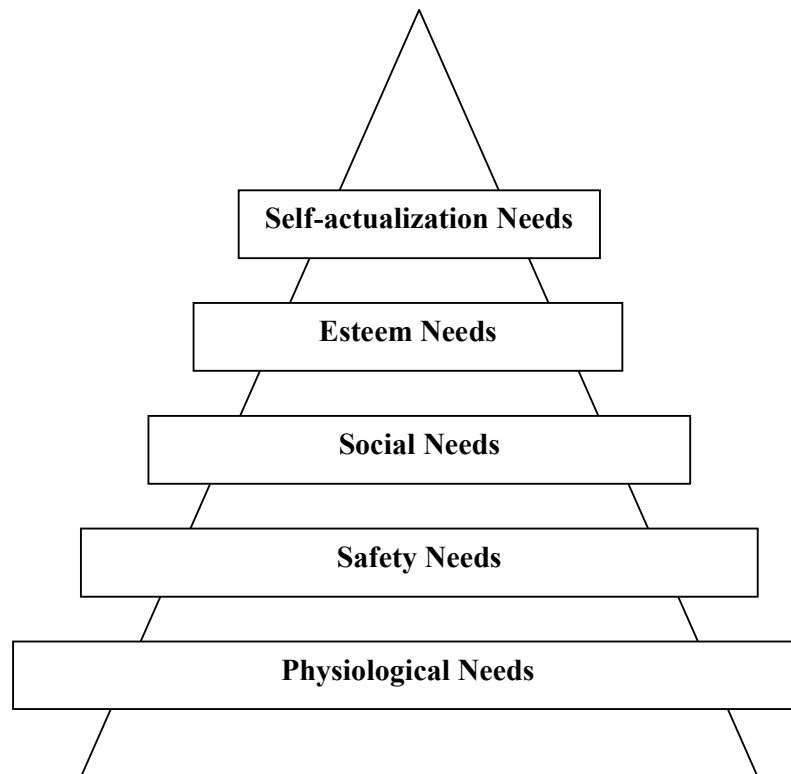 Self-actualization Needs
Esteem Needs
Social Needs
Safety Needs
Physiological Needs